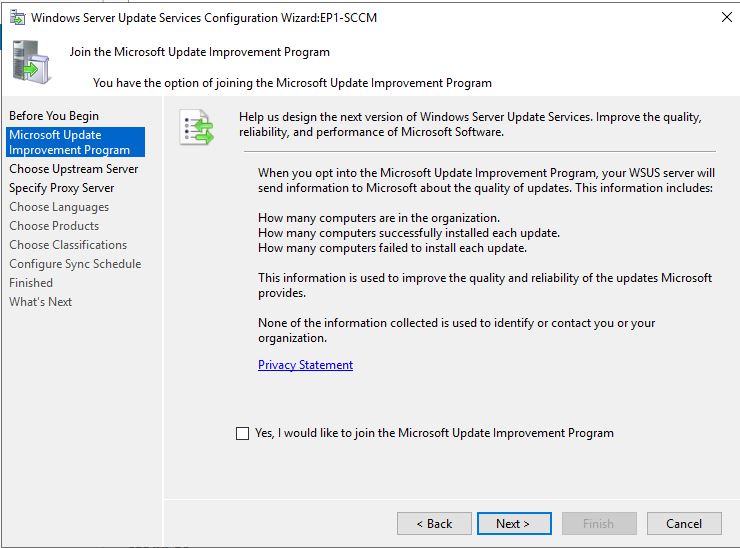 Windows Server Update Services Configuration Wizard:EP1-SCCM
Join the Microsoft Update Improvement Program
You have the option of joining the Microsoft Update Improvement Program
Before You Begin
Microsoft Update
Improvement Program
Choose Upstream Server
Specify Proxy Server
Choose Languages
Choose Products
Choose Classifications
Configure Sync Schedule
Finished
What's Next
Help us design the next version of Windows Server Update Services. Improve the quality,
reliability, and performance of Microsoft Software.
When you opt into the Microsoft Update Improvement Program, your WSUS server will
send information to Microsoft about the quality of updates. This information includes:
How many computers are in the organization.
How many computers successfully installed each update.
How many computers failed to install each update.
This information is used to improve the quality and reliability of the updates Microsoft
provides.
None of the information collected is used to identify or contact you or your
organization.
Privacy Statement
Yes, I would like to join the Microsoft Update Improvement Program
< Back
Next >
Finish
Cancel